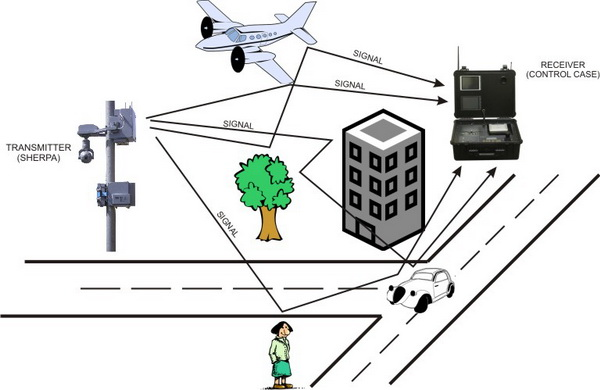 SIGNAL
SIGNAL
RECEIVER
(CONTROL CASE)
SIGNAL
TRANSMITTER
(SHERPA)
SIGNAL